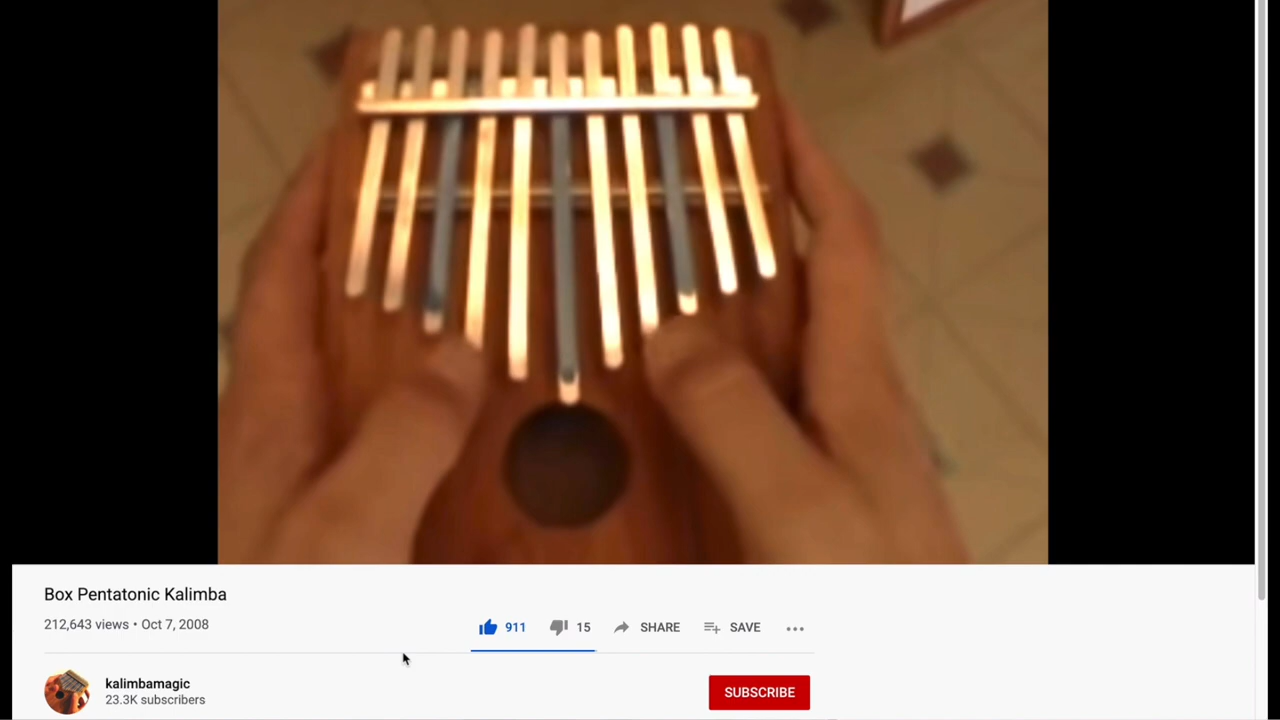 Box Pentatonic Kalimba
212,643 views • Oct 7, 2008
911 15 SHARE SAVE
kalimbamagic
23.3K subscribers
SUBSCRIBE